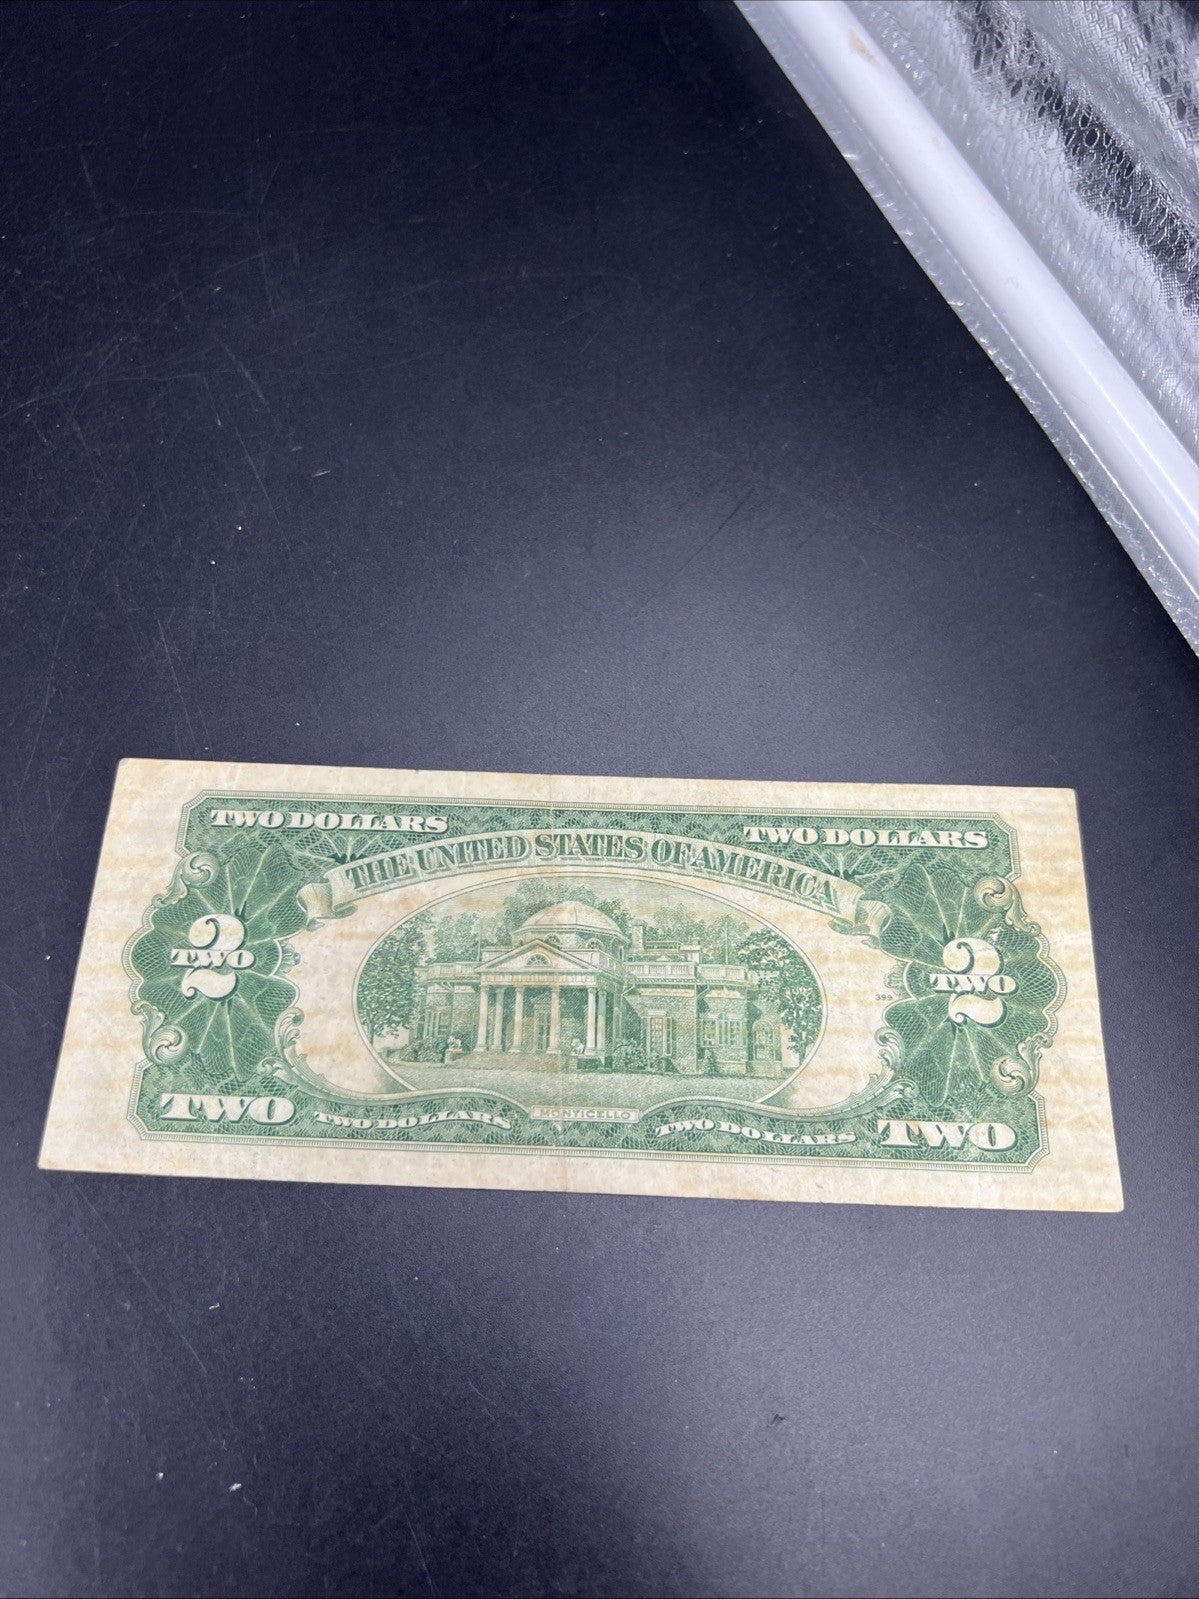 TWO DOLLARS TWO DOLLARS
THE UNITED STATES OF AMERICA
2
TWO
2
TWO
399
TWO TWO DOLLARS MONTICELLO TWO DOLLARS TWO